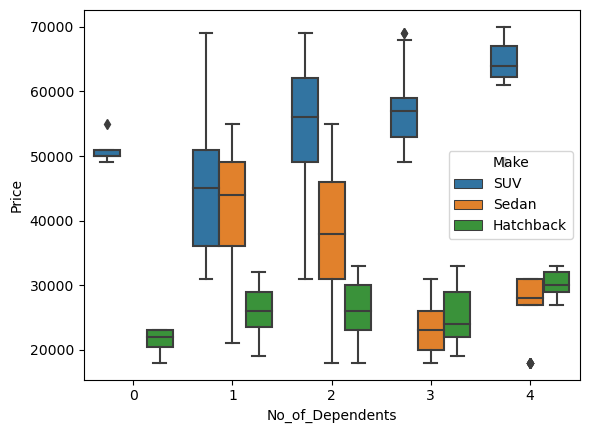 70000
60000
50000
40000
30000
20000
Price
Make
SUV
Sedan
Hatchback
0 1 2 3 4
No_of_Dependents